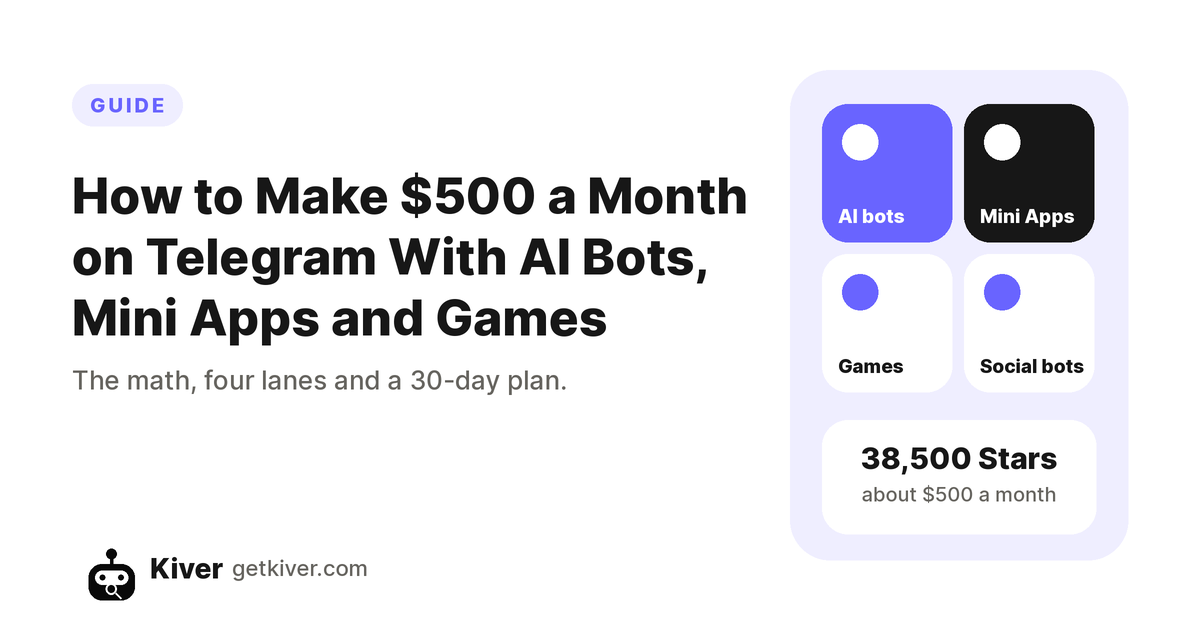 GUIDE
How to Make $500 a Month
on Telegram With AI Bots,
Mini Apps and Games
The math, four lanes and a 30-day plan.
AI bots
Mini Apps
Games
Social bots
38,500 Stars
about $500 a month
Kiver getkiver.com